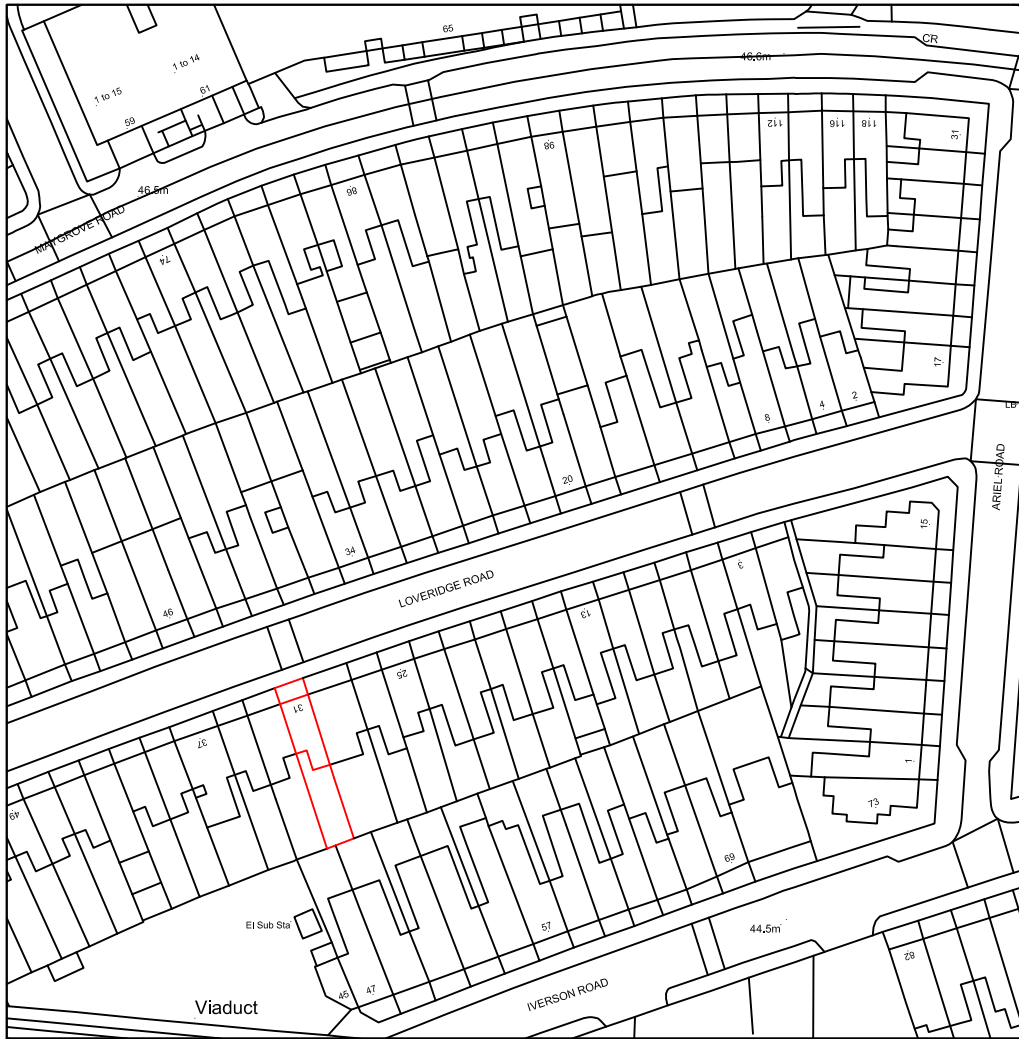 65
CR
46.6m
1 to 14
1 to 15
61
59
112
116
118
31
98
86
46.5m
MAYGROVE ROAD
74
17
2
4
8
LB
ARIEL ROAD
20
15
34
LOVERIDGE ROAD
46
3
13
25
31
37
49
1
73
69
El Sub Sta
57
44.5m
82
45
47
IVERSON ROAD
Viaduct